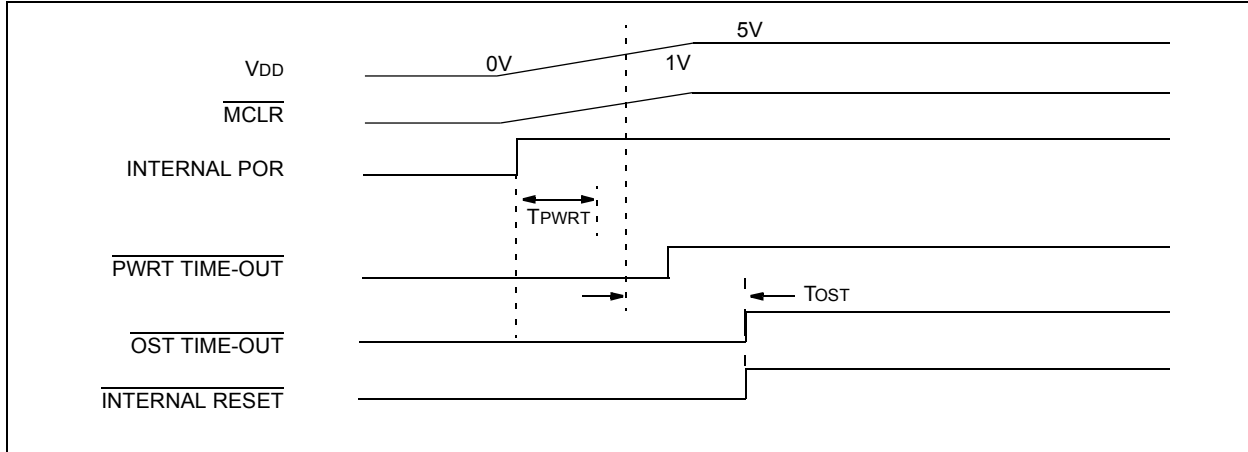 5V
VDD 0V 1V
MCLR
INTERNAL POR
TPWRT
PWRT TIME-OUT
TOST
OST TIME-OUT
INTERNAL RESET